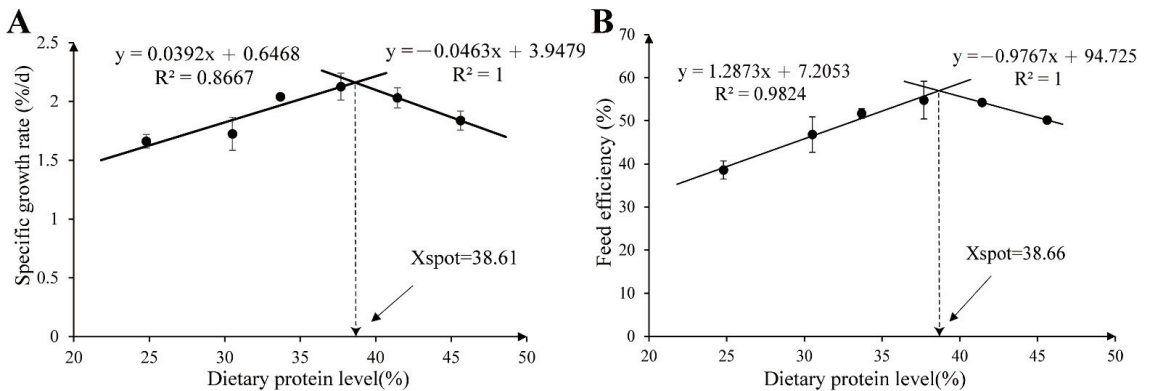 A
Specific growth rate (%/d)
2.5
2
1.5
1
0.5
0
y = 0.0392x + 0.6468
R² = 0.8667
y=−0.0463x + 3.9479
R² = 1
Xspot=38.61
20 25 30 35 40 45 50
Dietary protein level(%)
B
Feed efficiency (%)
70
60
50
40
30
20
10
0
y = 1.2873x + 7.2053
R² = 0.9824
y=−0.9767x + 94.725
R² = 1
Xspot=38.66
20 25 30 35 40 45 50
Dietary protein level(%)